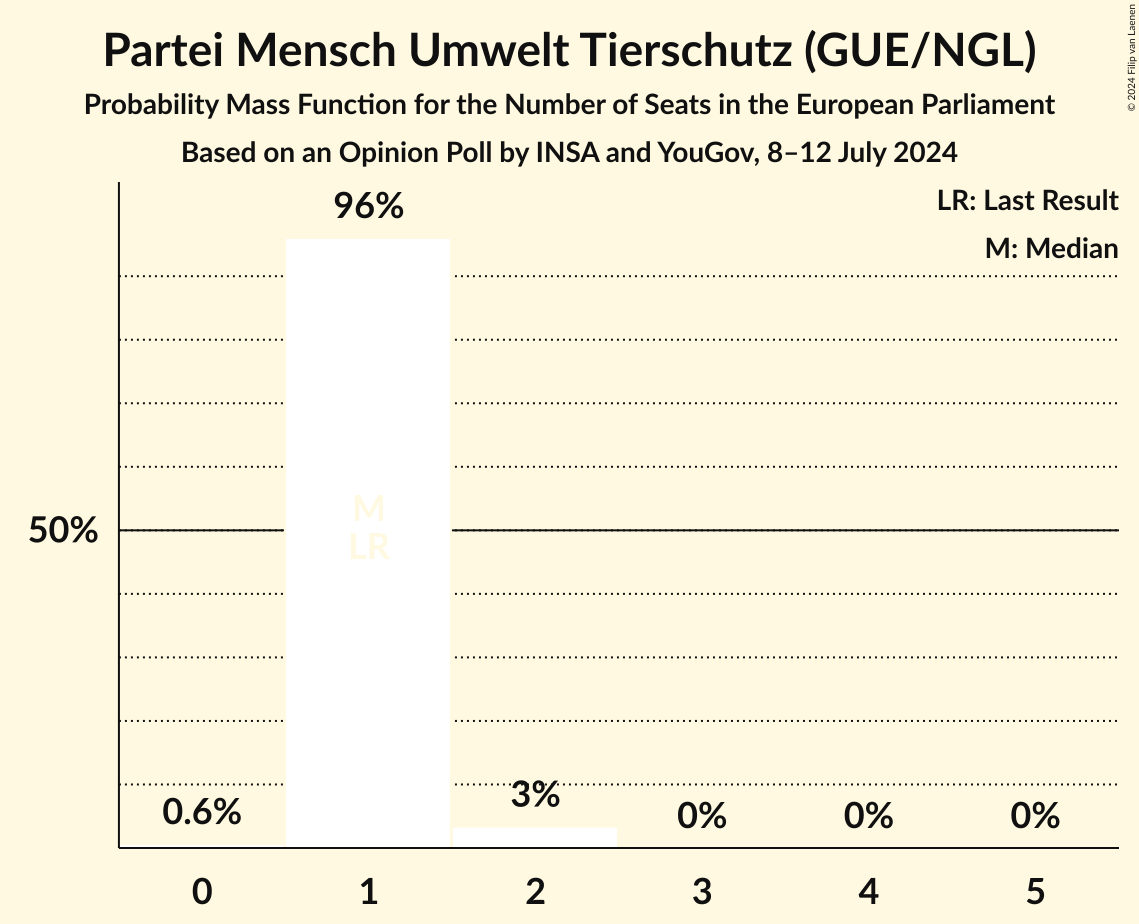 Partei Mensch Umwelt Tierschutz (GUE/NGL)
Probability Mass Function for the Number of Seats in the European Parliament
Based on an Opinion Poll by INSA and YouGov, 8–12 July 2024
© 2024 Filip van Laenen
LR: Last Result
M: Median
96%
M
LR
50%
0.6%
3%
0%
0%
0%
0
1
2
3
4
5